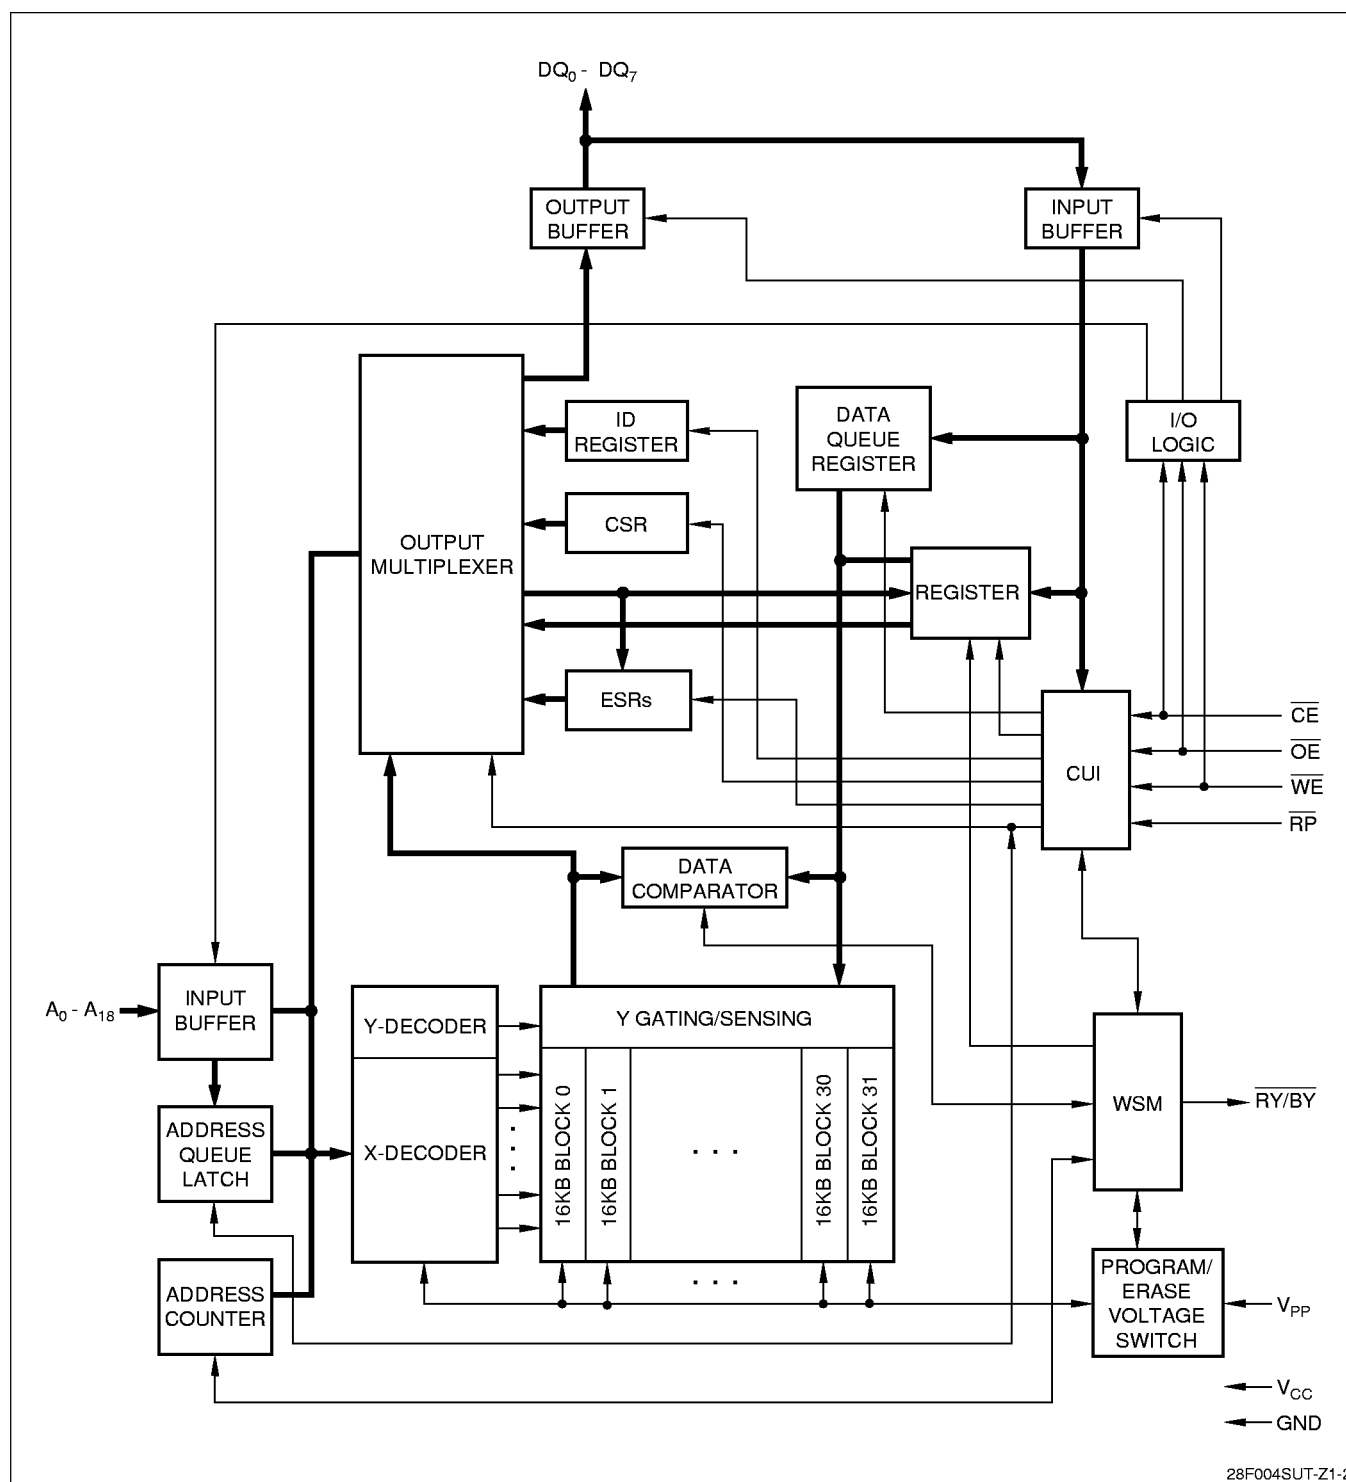 DQ0 - DQ7
OUTPUT
BUFFER
INPUT
BUFFER
ID
REGISTER
DATA
QUEUE
REGISTER
I/O
LOGIC
CSR
OUTPUT
MULTIPLEXER
REGISTER
ESRs
CUI
CE
OE
WE
RP
DATA
COMPARATOR
A0 - A18
INPUT
BUFFER
Y-DECODER
Y GATING/SENSING
ADDRESS
QUEUE
LATCH
X-DECODER
16KB BLOCK 0
16KB BLOCK 1
. . .
16KB BLOCK 30
16KB BLOCK 31
WSM
RY/BY
ADDRESS
COUNTER
. . .
PROGRAM/
ERASE
VOLTAGE
SWITCH
VPP
VCC
GND
28F004SUT-Z1-2